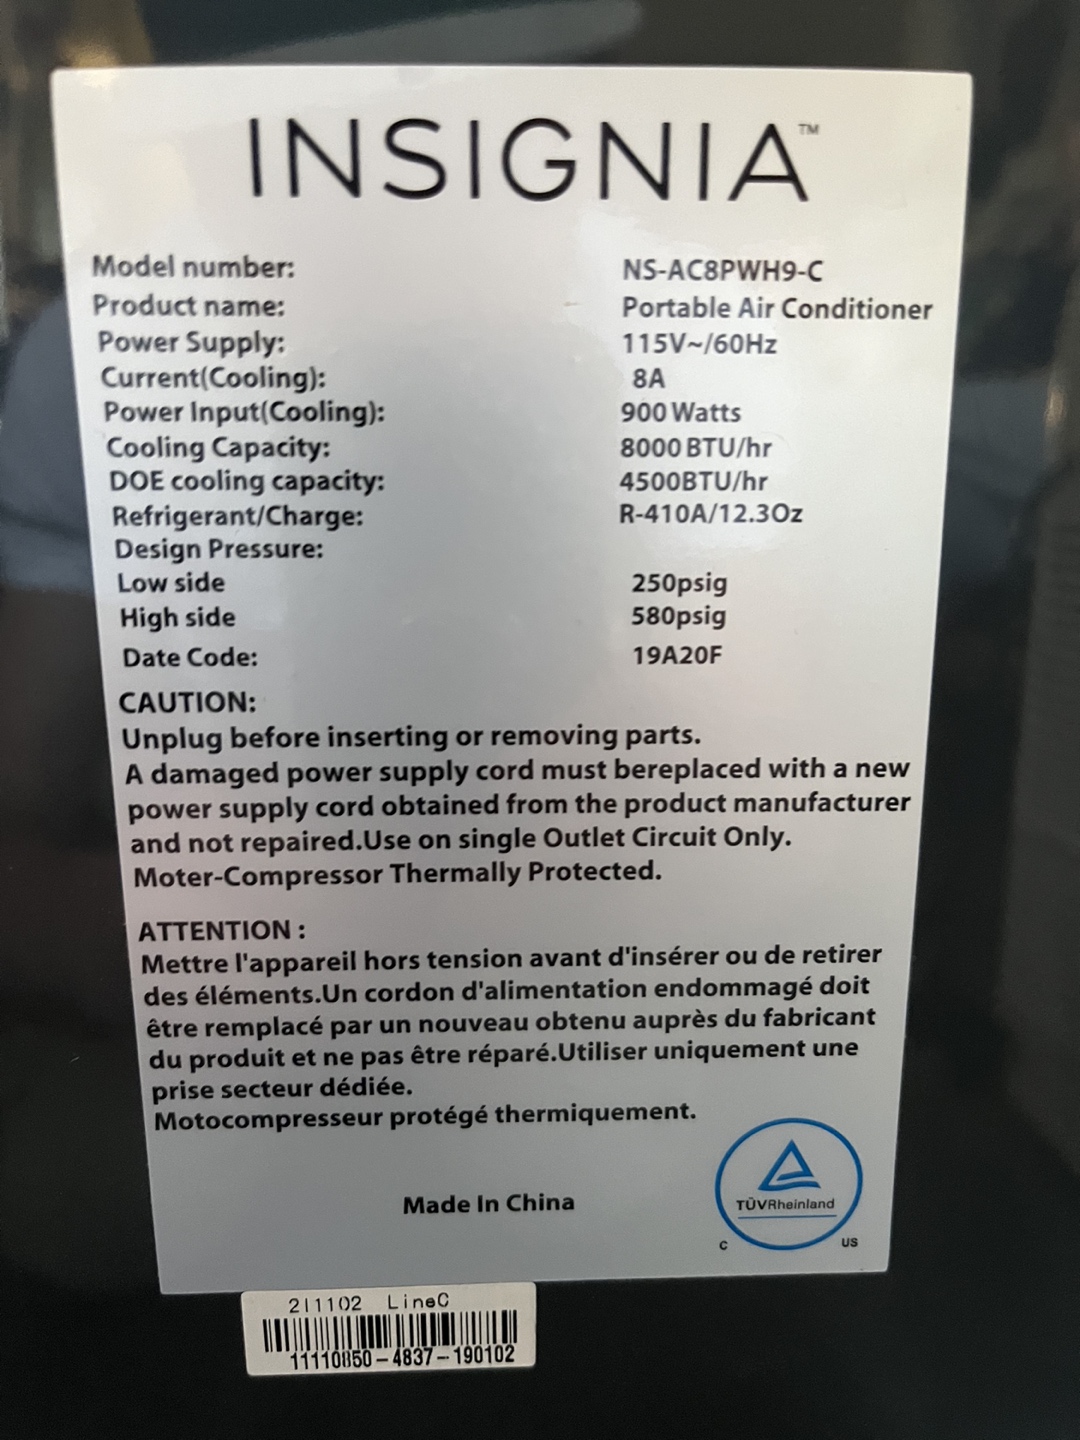 INSIGNIA™
Model number: NS-AC8PWH9-C
Product name: Portable Air Conditioner
Power Supply: 115V~/60Hz
Current(Cooling): 8A
Power Input(Cooling): 900 Watts
Cooling Capacity: 8000 BTU/hr
DOE cooling capacity: 4500BTU/hr
Refrigerant/Charge: R-410A/12.3Oz
Design Pressure:
Low side 250psig
High side 580psig
Date Code: 19A20F
CAUTION:
Unplug before inserting or removing parts.
A damaged power supply cord must bereplaced with a new
power supply cord obtained from the product manufacturer
and not repaired.Use on single Outlet Circuit Only.
Moter-Compressor Thermally Protected.
ATTENTION :
Mettre l'appareil hors tension avant d'insérer ou de retirer
des éléments.Un cordon d'alimentation endommagé doit
être remplacé par un nouveau obtenu auprès du fabricant
du produit et ne pas être réparé.Utiliser uniquement une
prise secteur dédiée.
Motocompresseur protégé thermiquement.
Made In China
TÜVRheinland
C US
211102 LineC
11110850-4837-190102